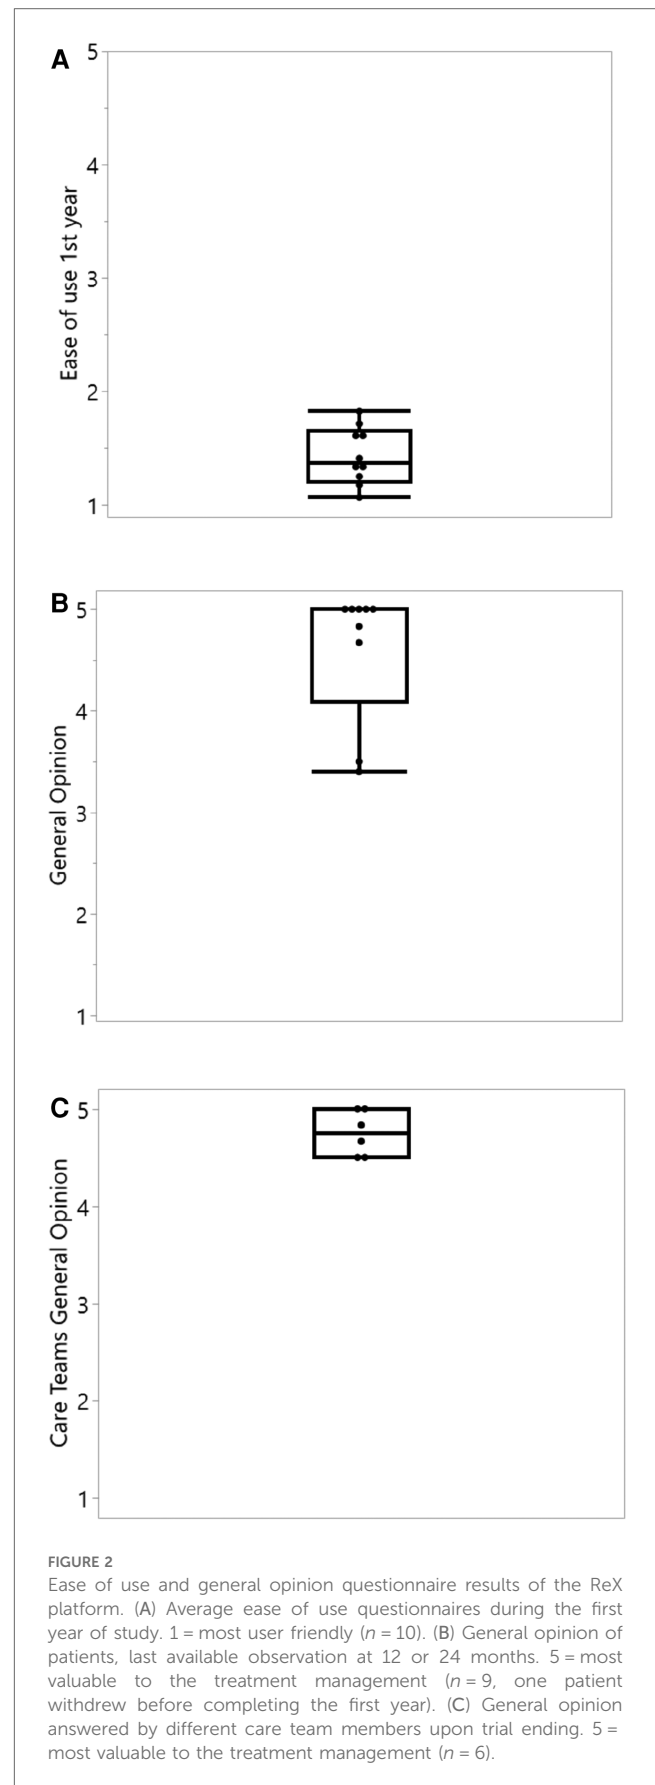 A
5
4
3
2
1
Ease of use 1st year
B
5
4
3
2
1
General Opinion
C
5
4
3
2
1
Care Teams General Opinion
FIGURE 2
Ease of use and general opinion questionnaire results of the ReX
platform. (A) Average ease of use questionnaires during the first
year of study. 1 = most user friendly (n = 10). (B) General opinion of
patients, last available observation at 12 or 24 months. 5 = most
valuable to the treatment management (n = 9, one patient
withdrew before completing the first year). (C) General opinion
answered by different care team members upon trial ending. 5 =
most valuable to the treatment management (n = 6).